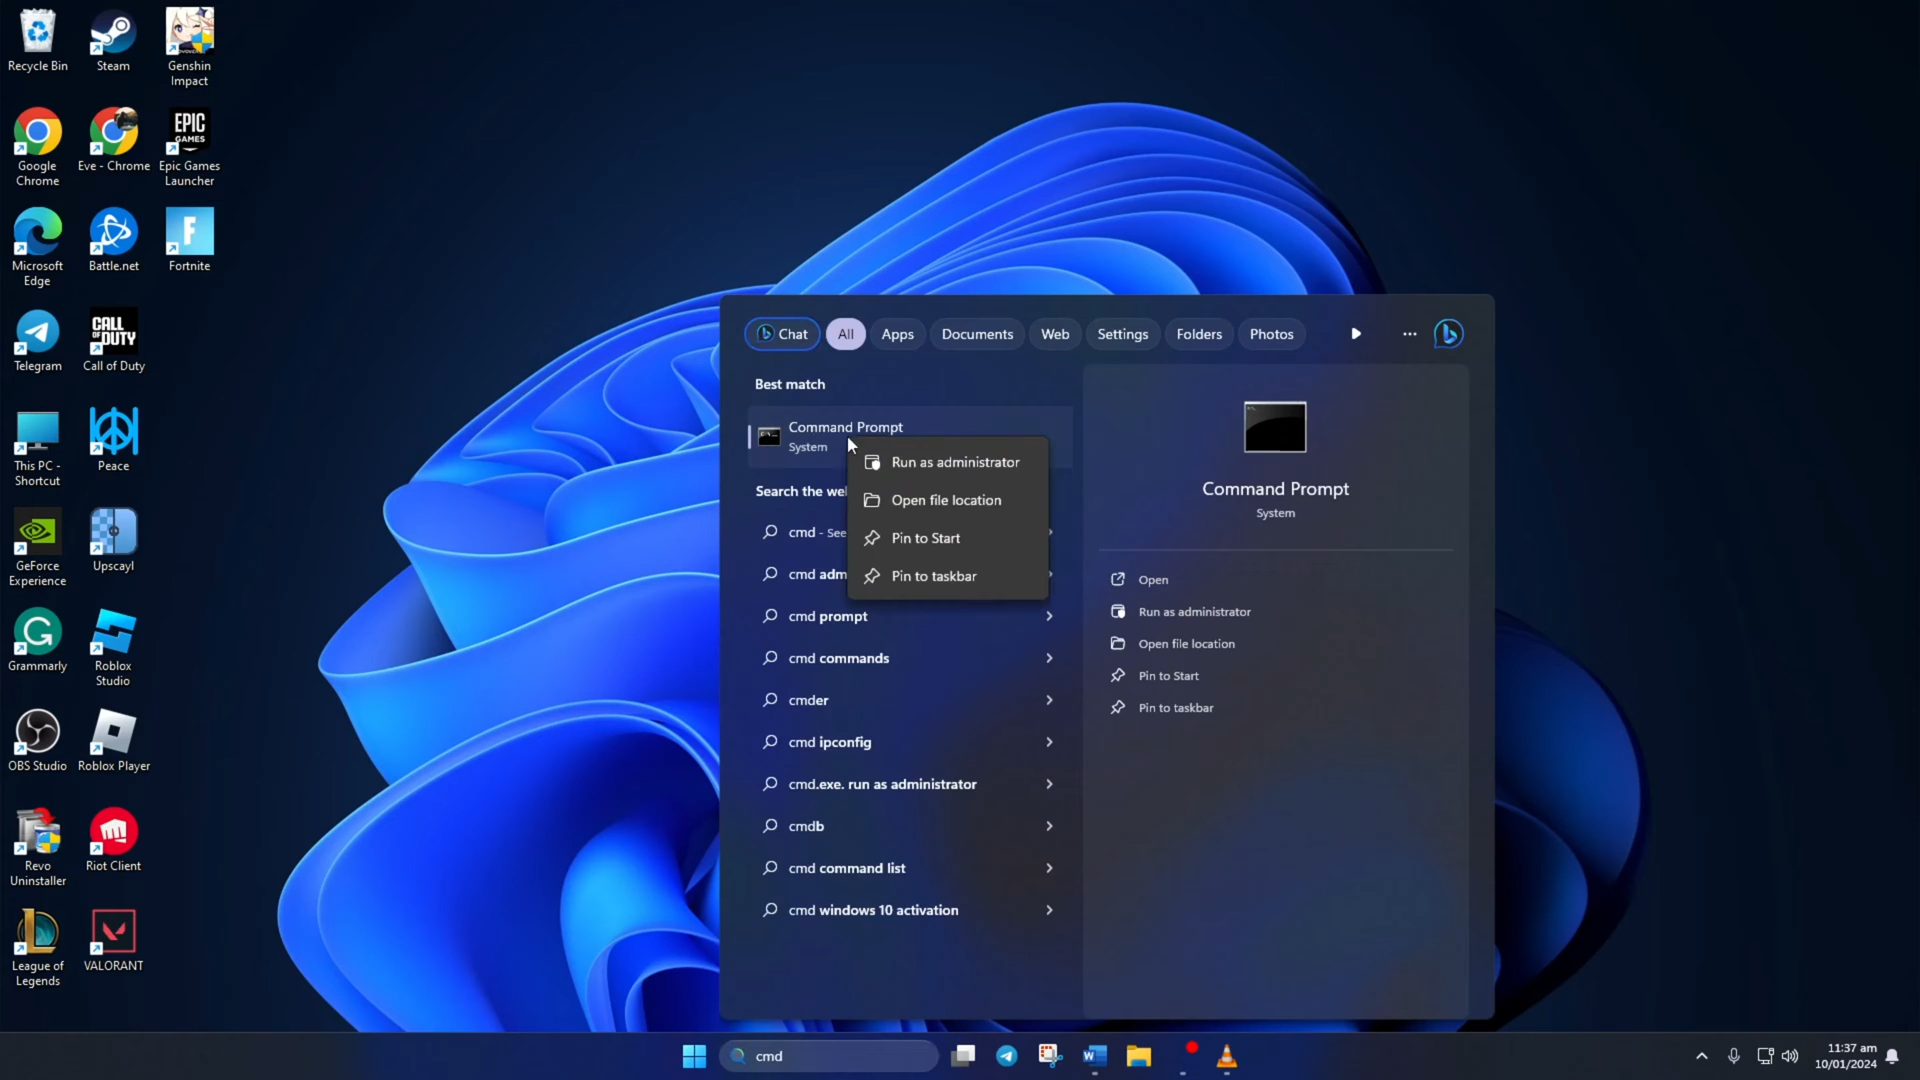 Recycle Bin
Steam
Genshin
Impact
Google
Chrome
Eve - Chrome
EPIC
GAMES
Epic Games
Launcher
Microsoft
Edge
Battle.net
F
Fortnite
Telegram
CALL OF
DUTY
Call of Duty
This PC -
Shortcut
Peace
GeForce
Experience
Upscayl
Grammarly
Roblox
Studio
OBS Studio
Roblox Player
Revo
Uninstaller
Riot Client
League of
Legends
VALORANT
Chat
All
Apps
Documents
Web
Settings
Folders
Photos
Best match
Command Prompt
System
Search the we
cmd - See
cmd adm
cmd prompt
cmd commands
cmder
cmd ipconfig
cmd.exe. run as administrator
cmdb
cmd command list
cmd windows 10 activation
Run as administrator
Open file location
Pin to Start
Pin to taskbar
Command Prompt
System
Open
Run as administrator
Open file location
Pin to Start
Pin to taskbar
cmd
11:37 am
10/01/2024